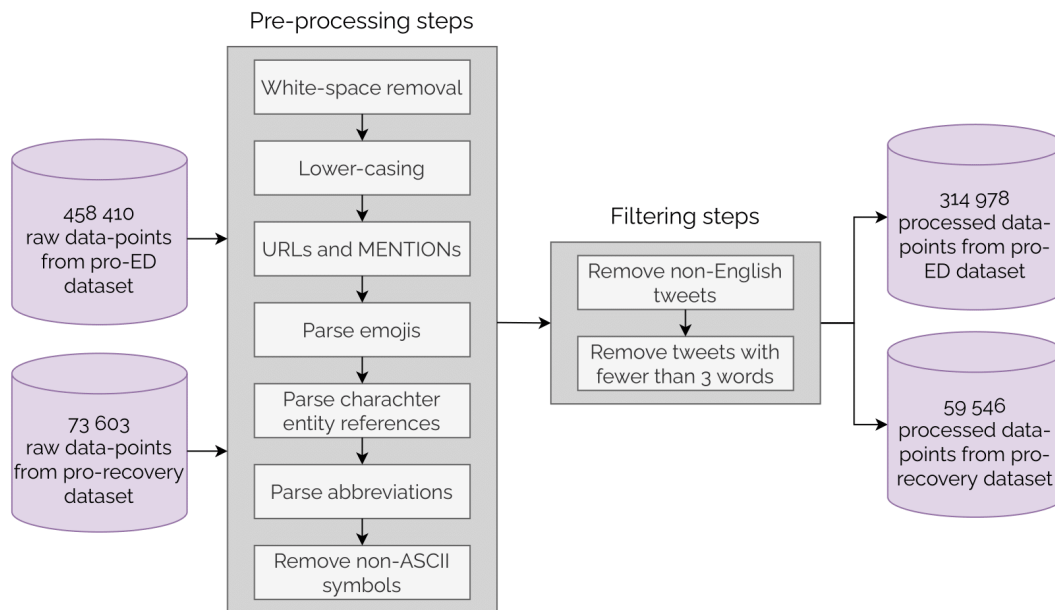 Pre-processing steps
White-space removal
Lower-casing
URLs and MENTIONs
Parse emojis
Parse charachter
entity references
Parse abbreviations
Remove non-ASCII
symbols
458 410
raw data-points
from pro-ED
dataset
73 603
raw data-points
from pro-recovery
dataset
Filtering steps
Remove non-English
tweets
Remove tweets with
fewer than 3 words
314 978
processed data-
points from pro-
ED dataset
59 546
processed data-
points from pro-
recovery dataset